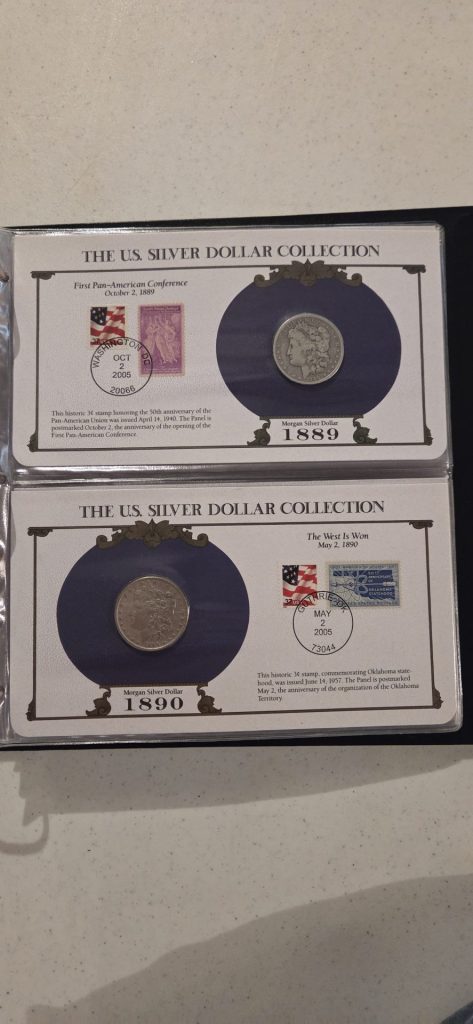 THE U.S. SILVER DOLLAR COLLECTION
First Pan-American Conference
October 2, 1889
WASHINGTON, DC
OCT
2
2005
20066
This historic 3¢ stamp honoring the 50th anniversary of the
Pan-American Union was issued April 14, 1940. The Panel is
postmarked October 2, the anniversary of the opening of the
First Pan-American Conference.
Morgan Silver Dollar
1889
THE U.S. SILVER DOLLAR COLLECTION
The West Is Won
May 2, 1890
37
ANNIVERSARY
OKLAHOMA
STATEHOOD
GUTHRIE-OK
MAY
2
2005
73044
This historic 3¢ stamp, commemorating Oklahoma state-
hood, was issued June 14, 1957. The Panel is postmarked
May 2, the anniversary of the organization of the Oklahoma
Territory.
Morgan Silver Dollar
1890